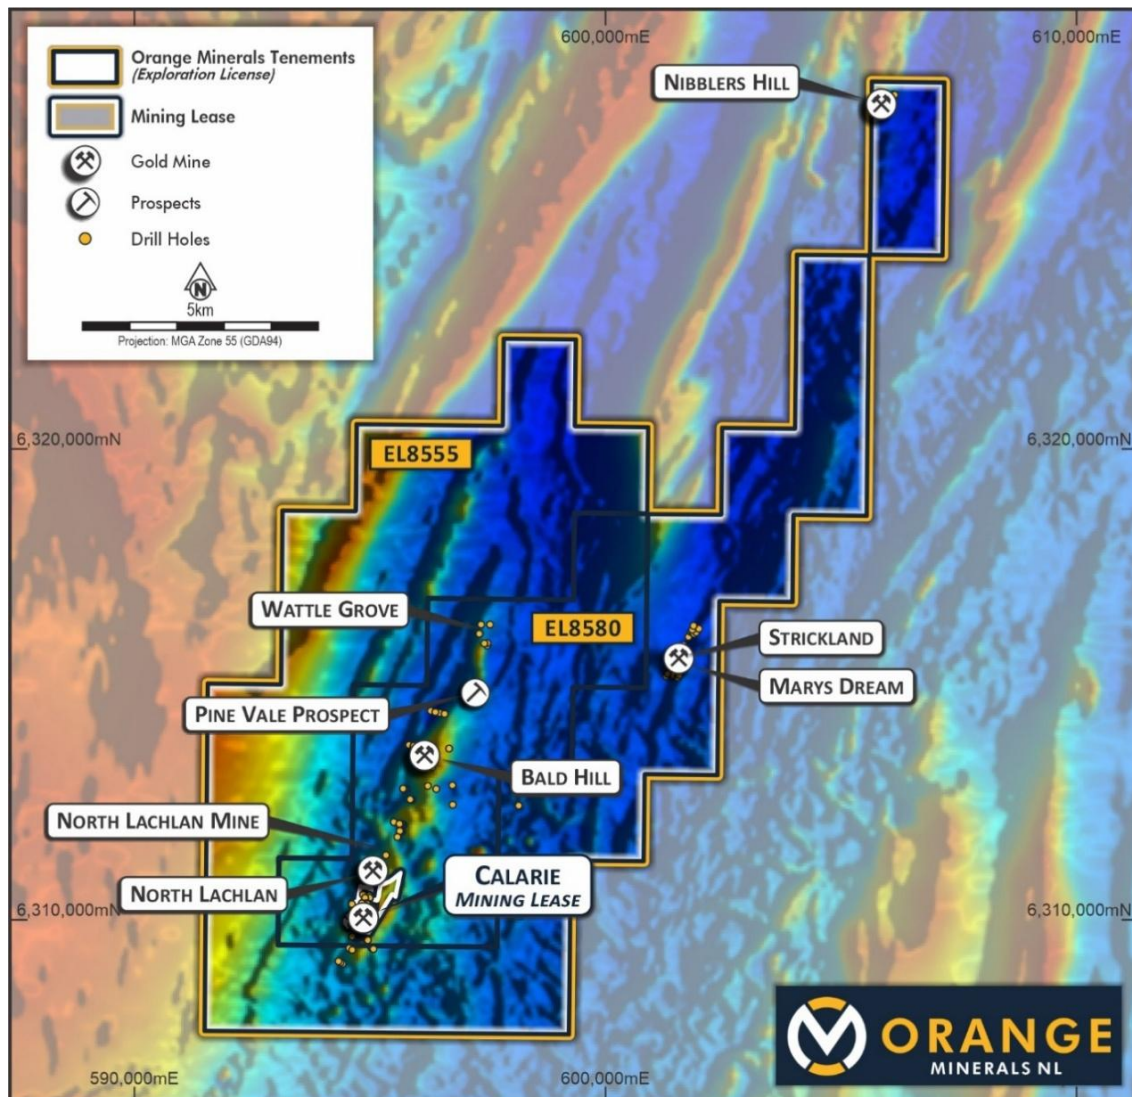 600,000mE
610,000mE
Orange Minerals Tenements
(Exploration License)
Mining Lease
Gold Mine
Prospects
Drill Holes
N
5km
Projection: MGA Zone 55 (GDA94)
NIBBLERS HILL
6,320,000mN
6,320,000mN
EL8555
WATTLE GROVE
EL8580
STRICKLAND
MARYS DREAM
PINE VALE PROSPECT
BALD HILL
NORTH LACHLAN MINE
NORTH LACHLAN
CALARIE
MINING LEASE
6,310,000mN
6,310,000mN
590,000mE
600,000mE
ORANGE
MINERALS NL